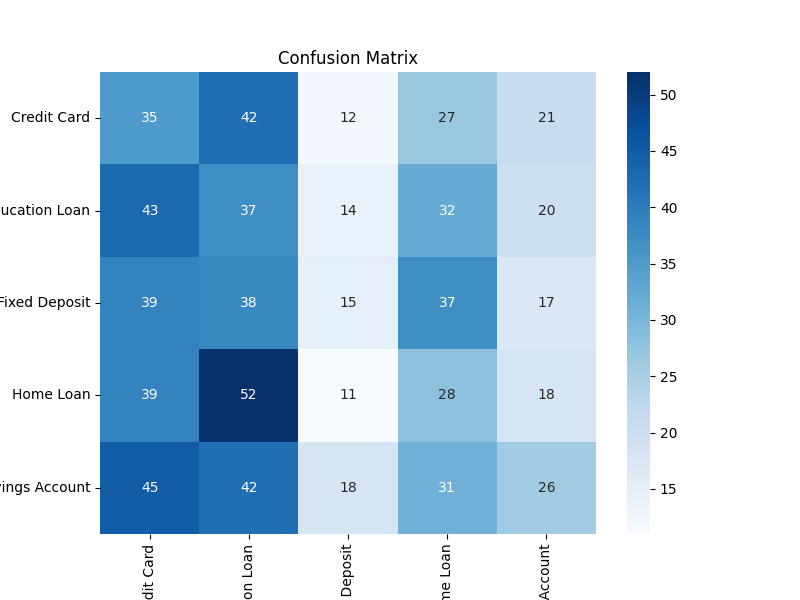 Confusion Matrix
Credit Card 35 42 12 27 21
ucation Loan 43 37 14 32 20
Fixed Deposit 39 38 15 37 17
Home Loan 39 52 11 28 18
ings Account 45 42 18 31 26
dit Card
on Loan
Deposit
me Loan
Account
50
45
40
35
30
25
20
15